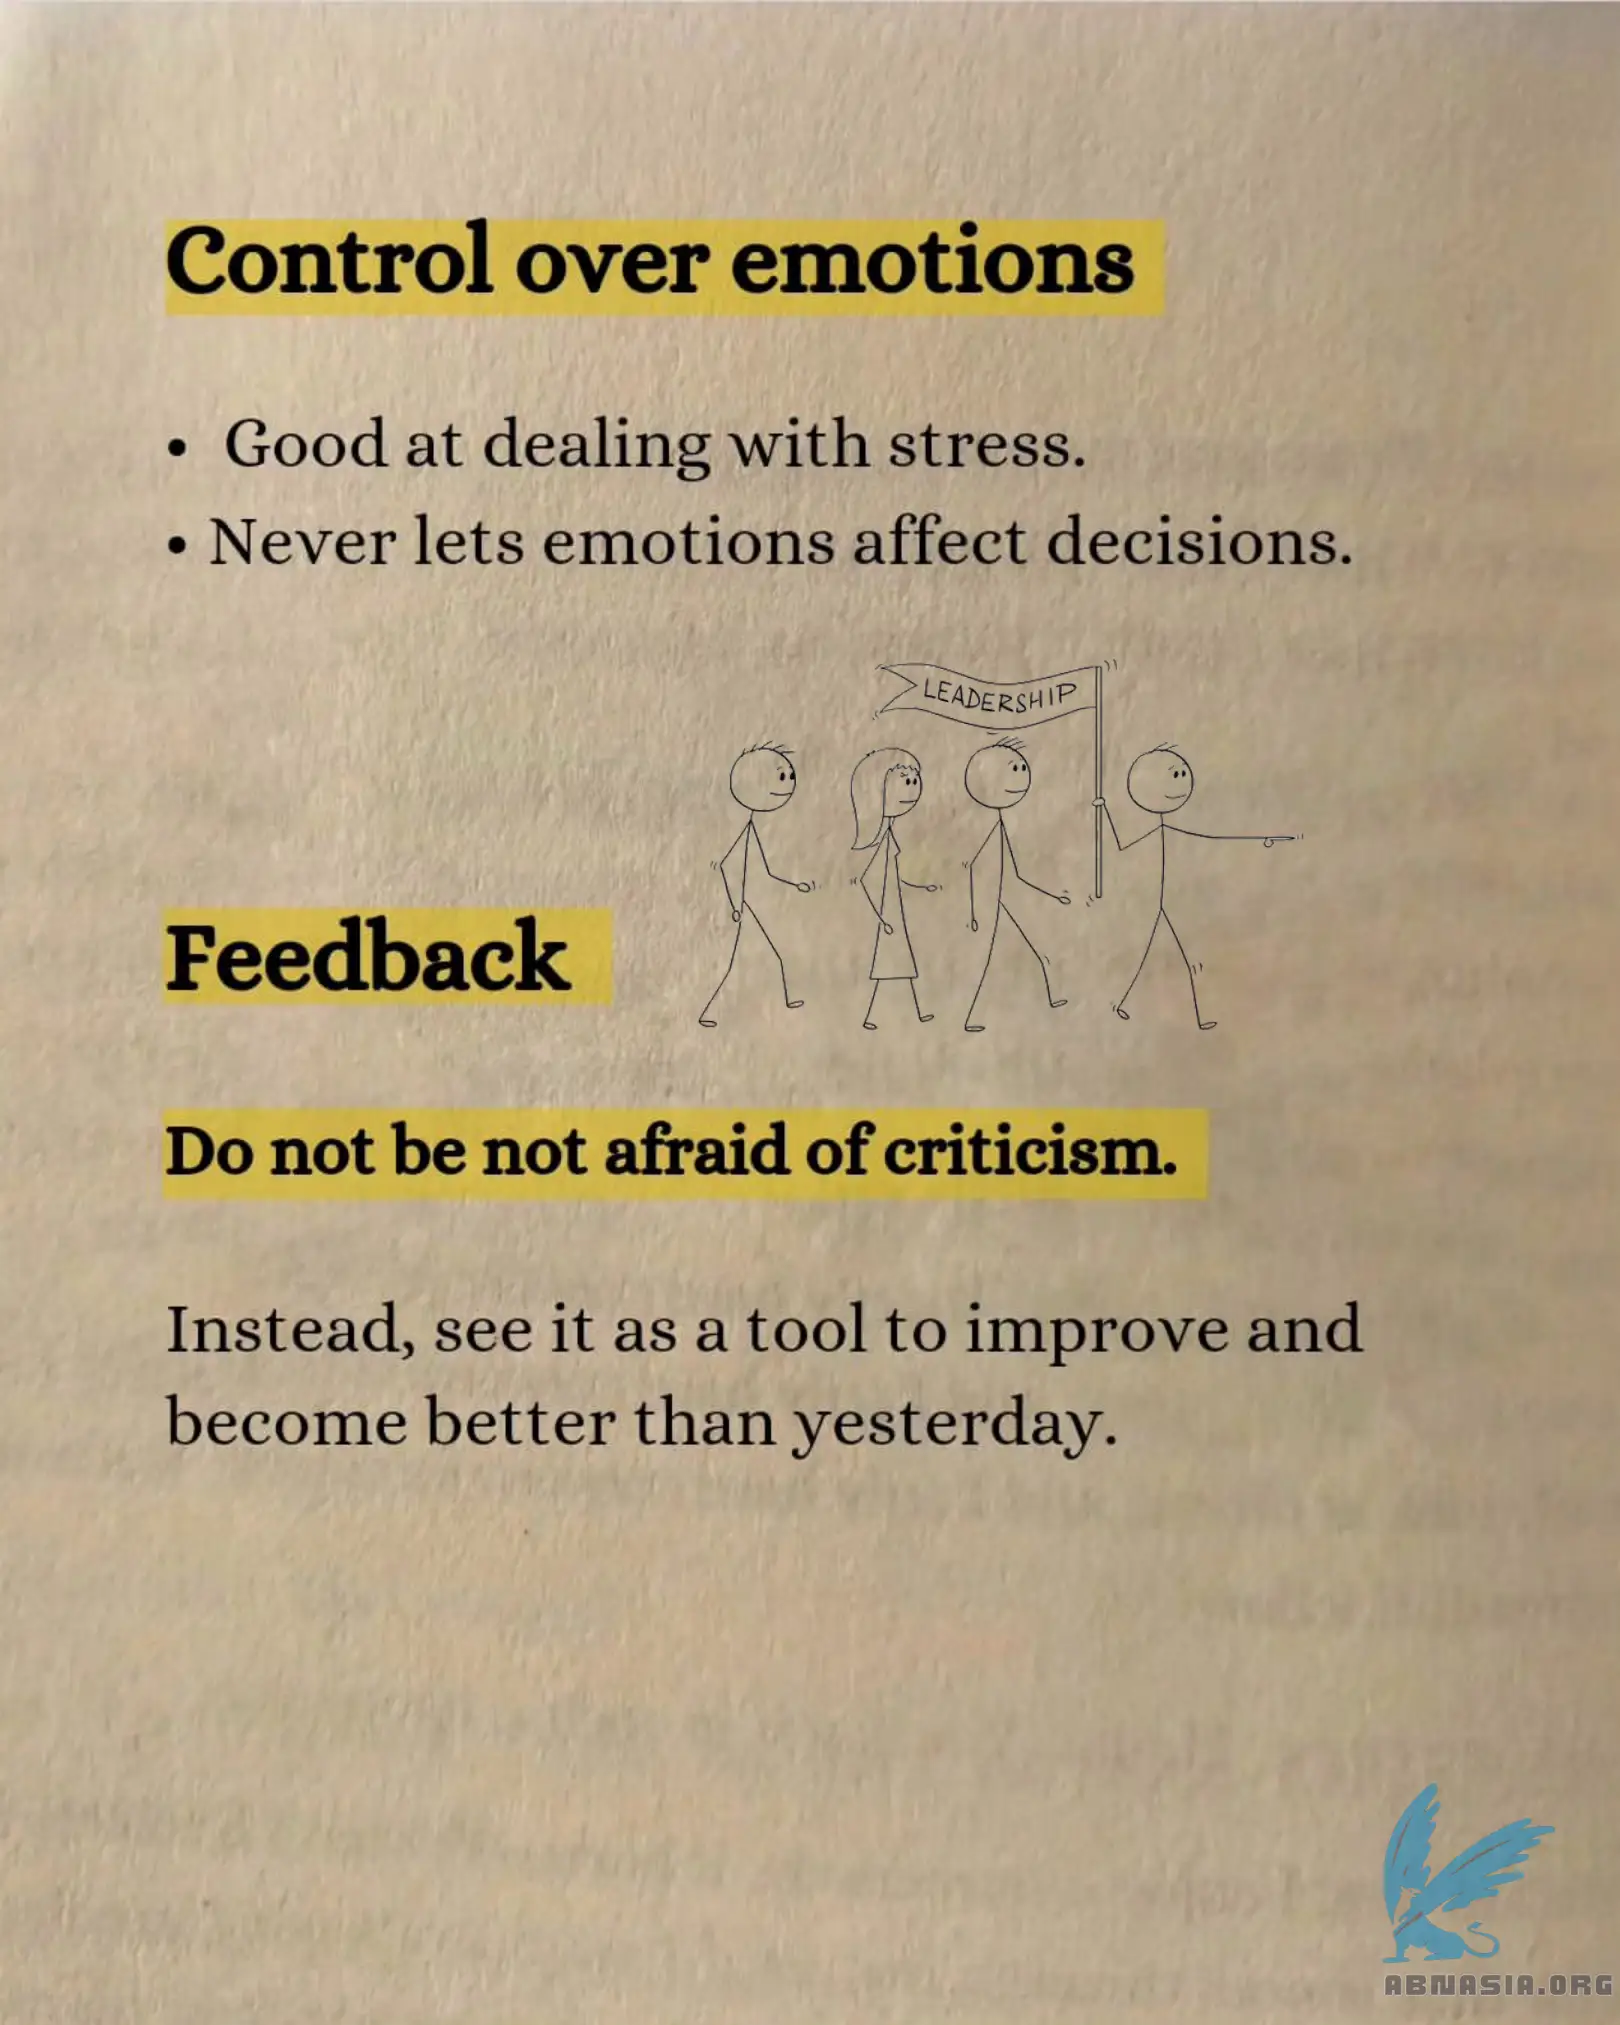 Control over emotions
• Good at dealing with stress.
• Never lets emotions affect decisions.
LEADERSHIP
Feedback
Do not be not afraid of criticism.
Instead, see it as a tool to improve and
become better than yesterday.
ABNASIA.ORG